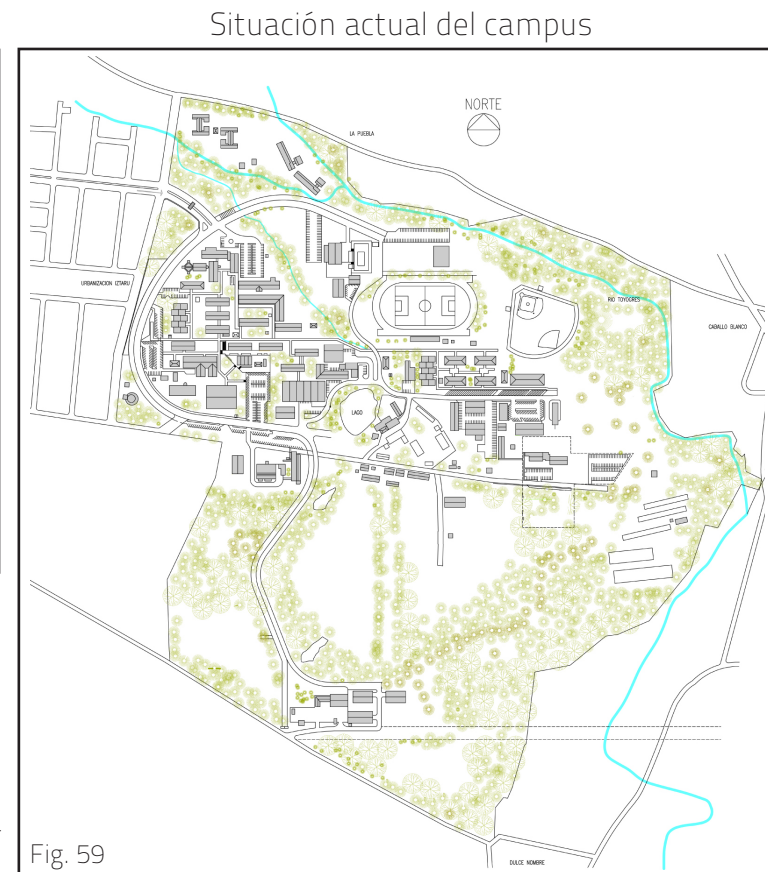 Situación actual del campus
NORTE
LA PUEBLA
URBANIZACION IZTARU
RIO TOYOGRES
CABALLO BLANCO
LAGO
DULCE NOMBRE
Fig. 59